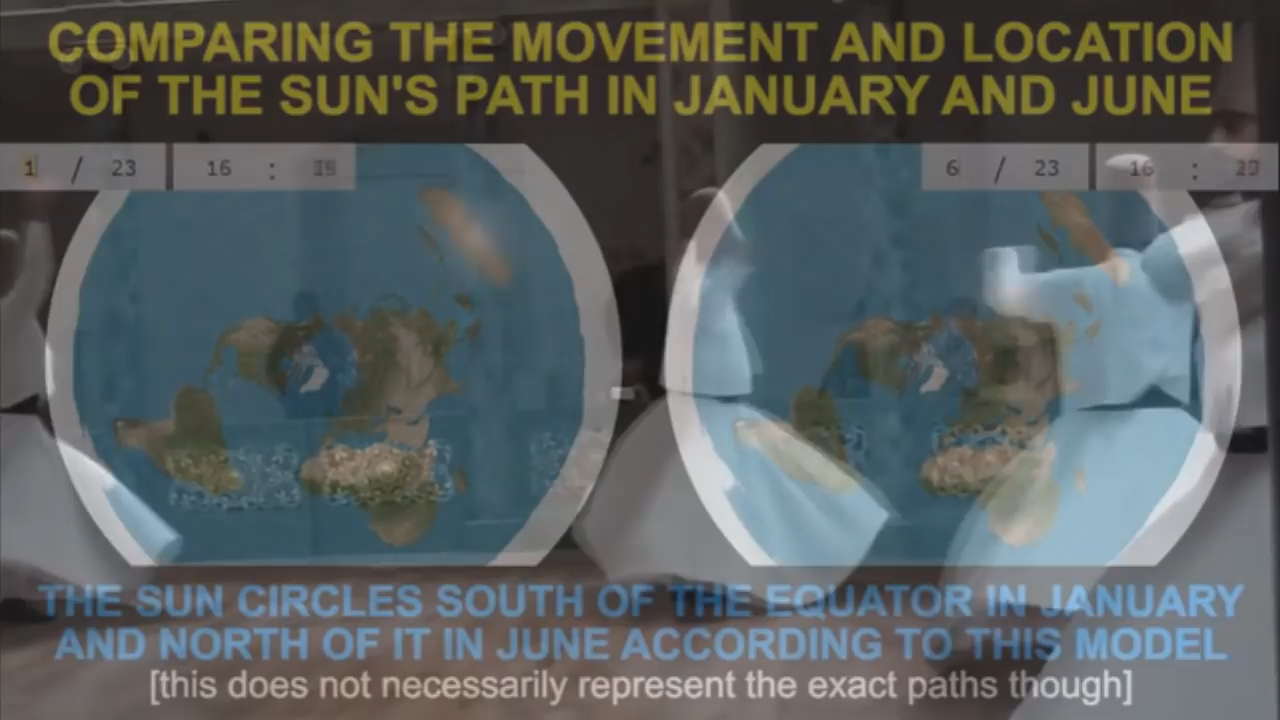 COMPARING THE MOVEMENT AND LOCATION
OF THE SUN'S PATH IN JANUARY AND JUNE
1 / 23 16 :
6 / 23 16 :
THE SUN CIRCLES SOUTH OF THE EQUATOR IN JANUARY
AND NORTH OF IT IN JUNE ACCORDING TO THIS MODEL
[this does not necessarily represent the exact paths though]